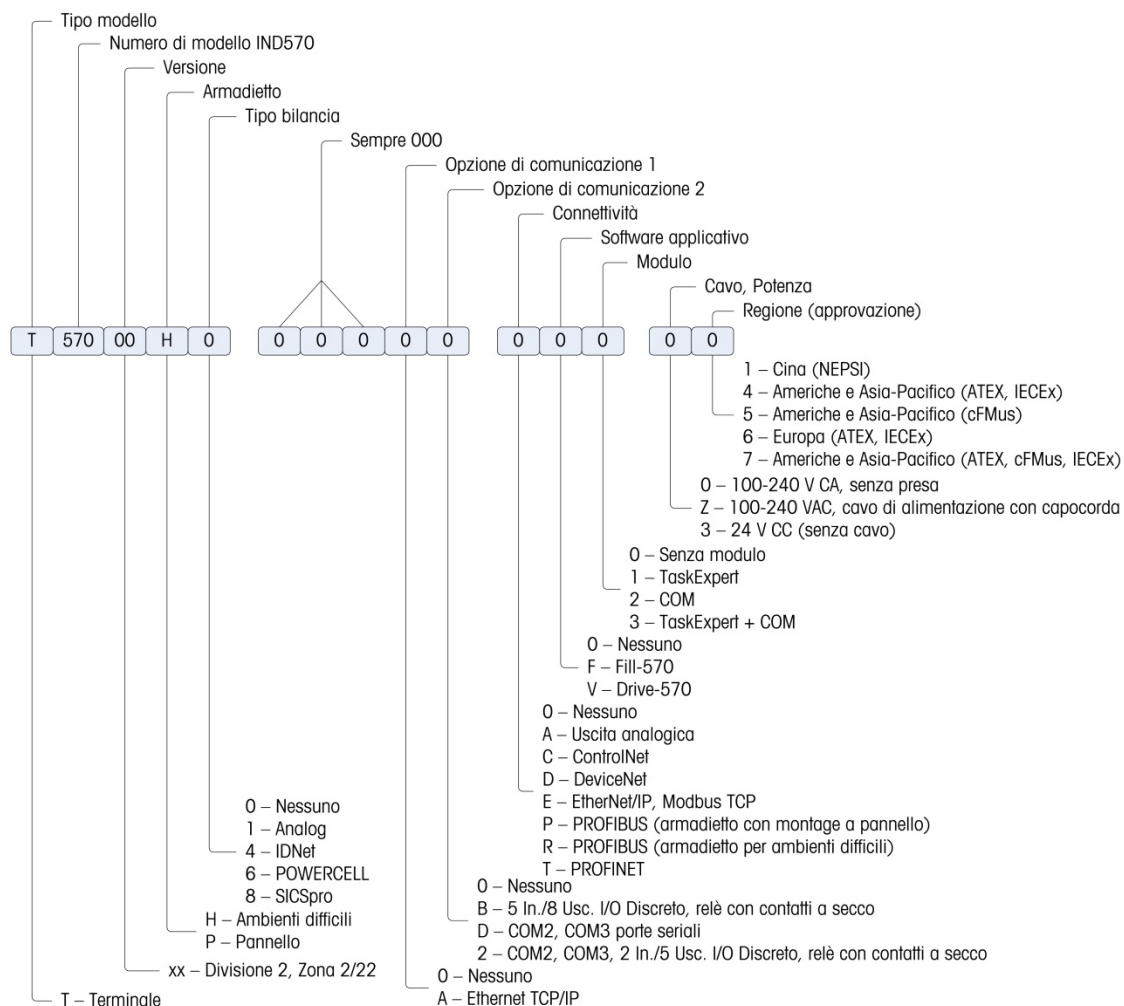 Tipo modello
Numero di modello IND570
Versione
Armadietto
Tipo bilancia
Sempre 000
Opzione di comunicazione 1
Opzione di comunicazione 2
Connettività
Software applicativo
Modulo
Cavo, Potenza
Regione (approvazione)
T 570 00 H 0 0 0 0 0 0 0 0 0 0 0
1 – Cina (NEPSI)
4 – Americhe e Asia-Pacifico (ATEX, IECEx)
5 – Americhe e Asia-Pacifico (cFMus)
6 – Europa (ATEX, IECEx)
7 – Americhe e Asia-Pacifico (ATEX, cFMus, IECEx)
0 – 100-240 V CA, senza presa
Z – 100-240 VAC, cavo di alimentazione con capocorda
3 – 24 V CC (senza cavo)
0 – Senza modulo
1 – TaskExpert
2 – COM
3 – TaskExpert + COM
0 – Nessuno
F – Fill-570
V – Drive-570
0 – Nessuno
A – Uscita analogica
C – ControlNet
D – DeviceNet
E – EtherNet/IP, Modbus TCP
P – PROFIBUS (armadietto con montage a pannello)
R – PROFIBUS (armadietto per ambienti difficili)
T – PROFINET
0 – Nessuno
1 – Analog
4 – IDNet
6 – POWERCELL
8 – SICSpro
0 – Nessuno
B – 5 In./8 Usc. I/O Discreto, relè con contatti a secco
D – COM2, COM3 porte seriali
2 – COM2, COM3, 2 In./5 Usc. I/O Discreto, relè con contatti a secco
H – Ambienti difficili
P – Pannello
xx – Divisione 2, Zona 2/22
0 – Nessuno
A – Ethernet TCP/IP
T – Terminale